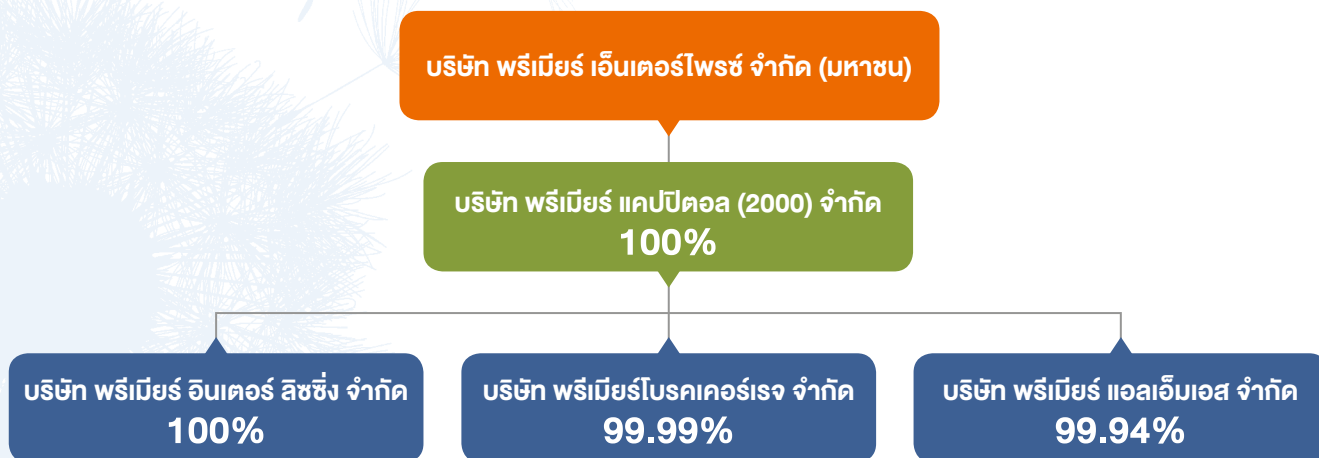 บริษัท พรีเมียร์ เอ็นเตอร์ไพรซ์ จำกัด (มหาชน)
บริษัท พรีเมียร์ แคปปิตอล (2000) จำกัด
100%
บริษัท พรีเมียร์ อินเตอร์ ลิซซิ่ง จำกัด
100%
บริษัท พรีเมียร์โบรคเคอร์เรจ จำกัด
99.99%
บริษัท พรีเมียร์ แอลเอ็มเอส จำกัด
99.94%